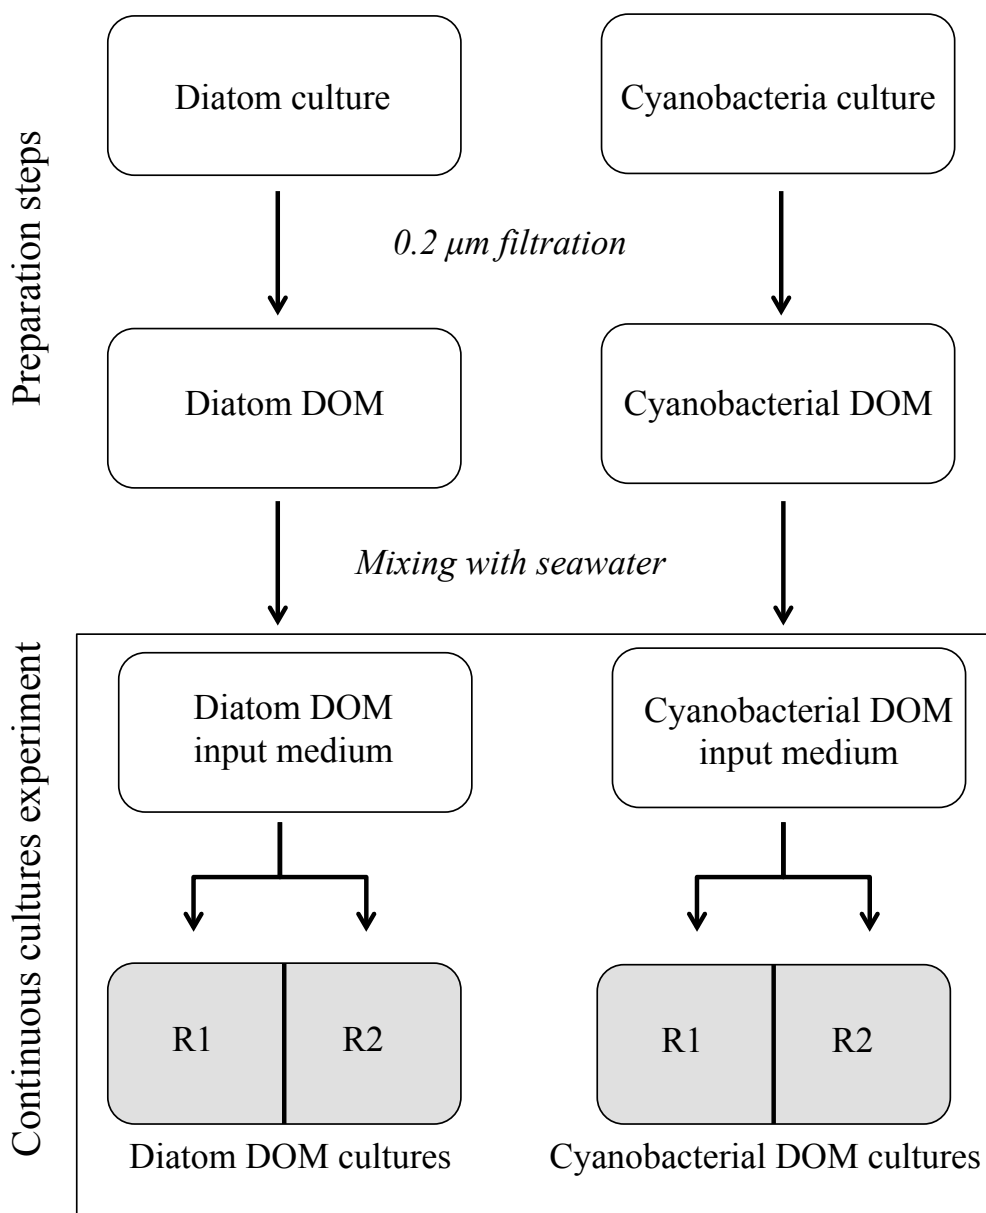 Preparation steps
Diatom culture
Cyanobacteria culture
0.2 μm filtration
Diatom DOM
Cyanobacterial DOM
Mixing with seawater
Continuous cultures experiment
Diatom DOM
input medium
Cyanobacterial DOM
input medium
R1
R2
R1
R2
Diatom DOM cultures
Cyanobacterial DOM cultures